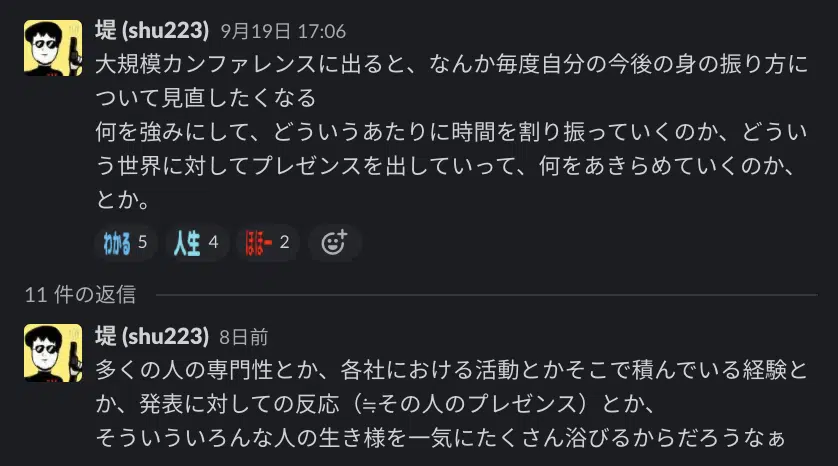 堤 (shu223) 9月19日 17:06
大規模カンファレンスに出ると、なんか毎度自分の今後の身の振り方に
ついて見直したくなる
何を強みにして、どういうあたりに時間を割り振っていくのか、どうい
う世界に対してプレゼンスを出していって、何をあきらめていくのか、
とか。
わかる 5 人生 4 ほほー 2
11 件の返信
堤 (shu223) 8日前
多くの人の専門性とか、各社における活動とかそこで積んでいる経験と
か、発表に対しての反応（≒その人のプレゼンス）とか、
そういういろんな人の生き様を一気にたくさん浴びるからだろうなぁ